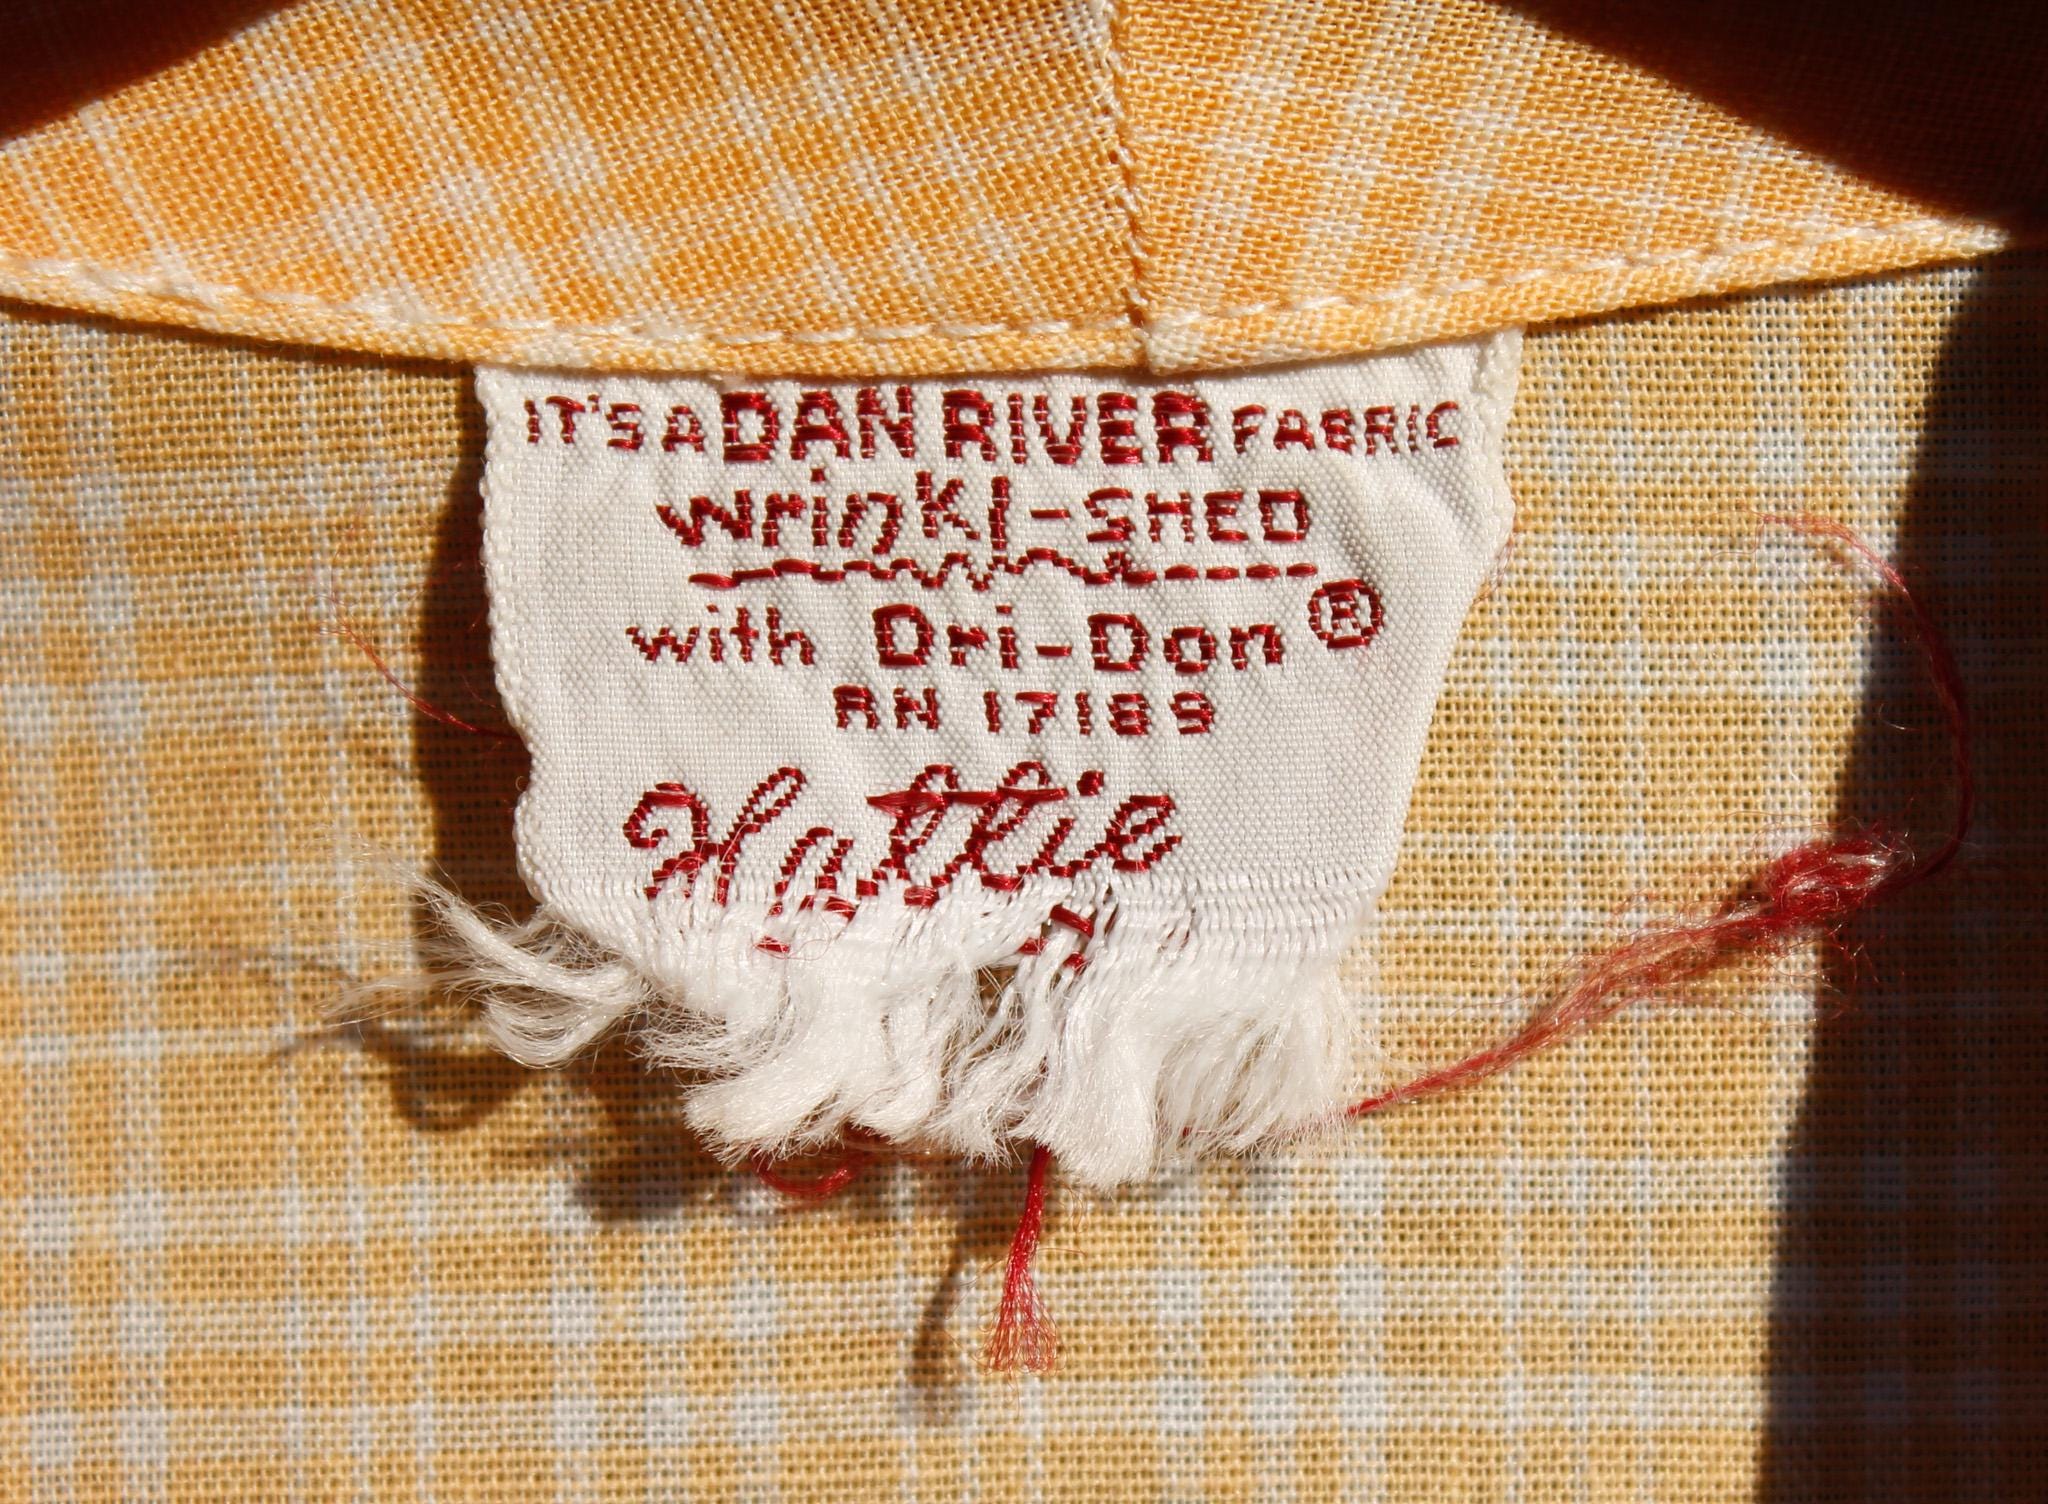 IT'S A DAN RIVER FABRIC
wrinkl-SHED
with Dri-Don®
RN 17189
Hattie